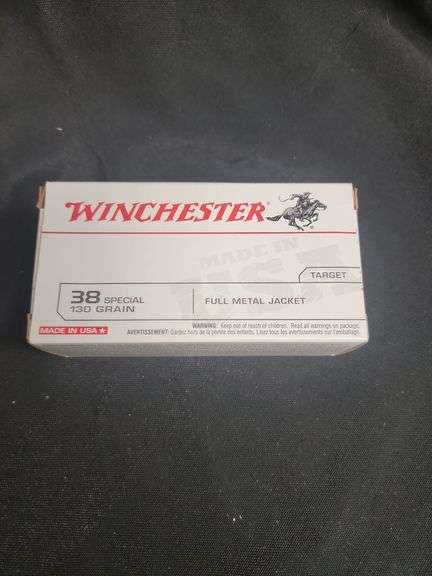 WINCHESTER
®
MADE IN
USA
TARGET
38 SPECIAL
130 GRAIN
FULL METAL JACKET
MADE IN USA ★
WARNING: Keep out of reach of children. Read all warnings on package.
AVERTISSEMENT: Gardez hors de la portée des enfants. Lisez tous les avertissements sur l'emballage.